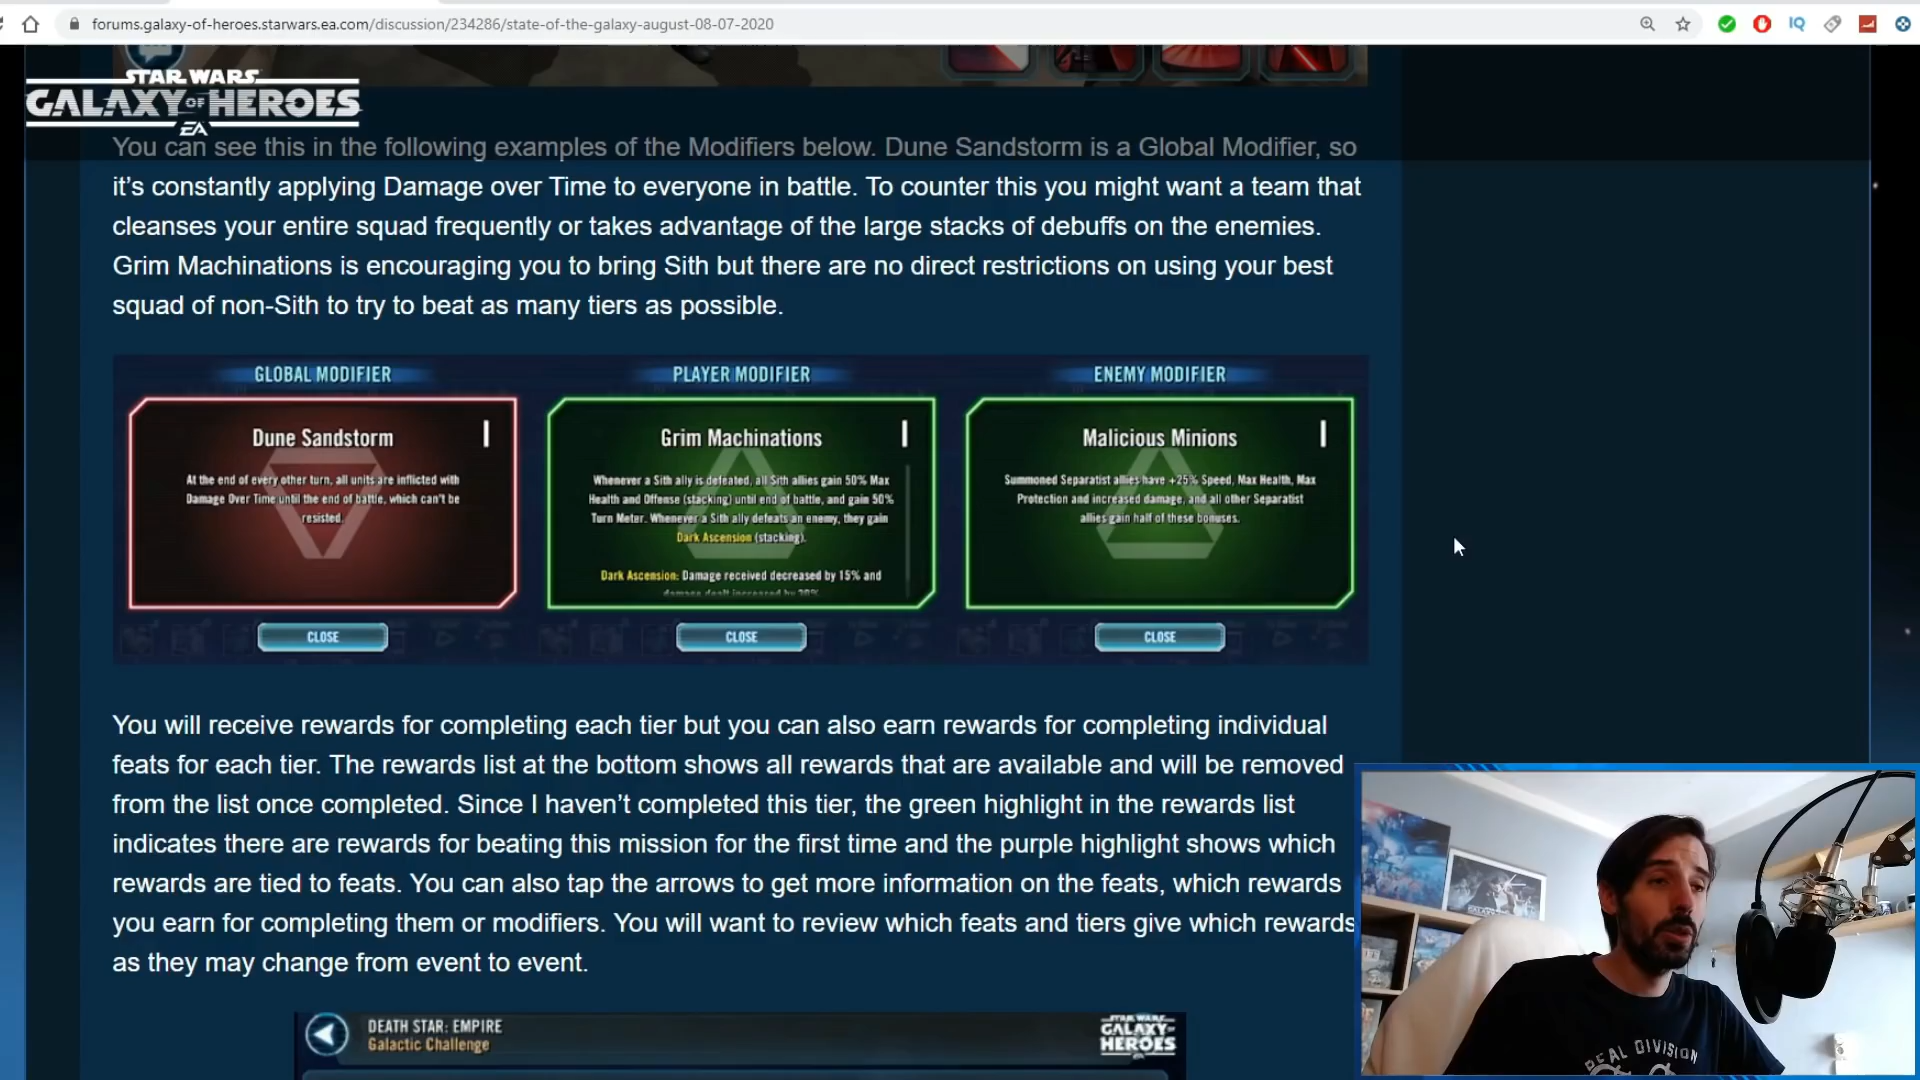 forums.galaxy-of-heroes.starwars.ea.com/discussion/234286/state-of-the-galaxy-august-08-07-2020
IQ
STAR WARS
GALAXY OF HEROES
EA
You can see this in the following examples of the Modifiers below. Dune Sandstorm is a Global Modifier, so
it's constantly applying Damage over Time to everyone in battle. To counter this you might want a team that
cleanses your entire squad frequently or takes advantage of the large stacks of debuffs on the enemies.
Grim Machinations is encouraging you to bring Sith but there are no direct restrictions on using your best
squad of non-Sith to try to beat as many tiers as possible.
GLOBAL MODIFIER
Dune Sandstorm
I
At the end of every other turn, all units are inflicted with
Damage Over Time until the end of battle, which can't be
resisted.
CLOSE
PLAYER MODIFIER
Grim Machinations
I
Whenever a Sith ally is defeated, all Sith allies gain 50% Max
Health and Offense (stacking) until end of battle, and gain 50%
Turn Meter. Whenever a Sith ally defeats an enemy, they gain
Dark Ascension (stacking).
Dark Ascension: Damage received decreased by 15% and
damage dealt increased by 30%
CLOSE
ENEMY MODIFIER
Malicious Minions
I
Summoned Separatist allies have +25% Speed, Max Health, Max
Protection and increased damage, and all other Separatist
allies gain half of these bonuses.
CLOSE
You will receive rewards for completing each tier but you can also earn rewards for completing individual
feats for each tier. The rewards list at the bottom shows all rewards that are available and will be removed
from the list once completed. Since I haven't completed this tier, the green highlight in the rewards list
indicates there are rewards for beating this mission for the first time and the purple highlight shows which
rewards are tied to feats. You can also tap the arrows to get more information on the feats, which rewards
you earn for completing them or modifiers. You will want to review which feats and tiers give which rewards
as they may change from event to event.
DEATH STAR: EMPIRE
Galactic Challenge
STAR WARS
GALAXY OF
HEROES
REAL DIVISION